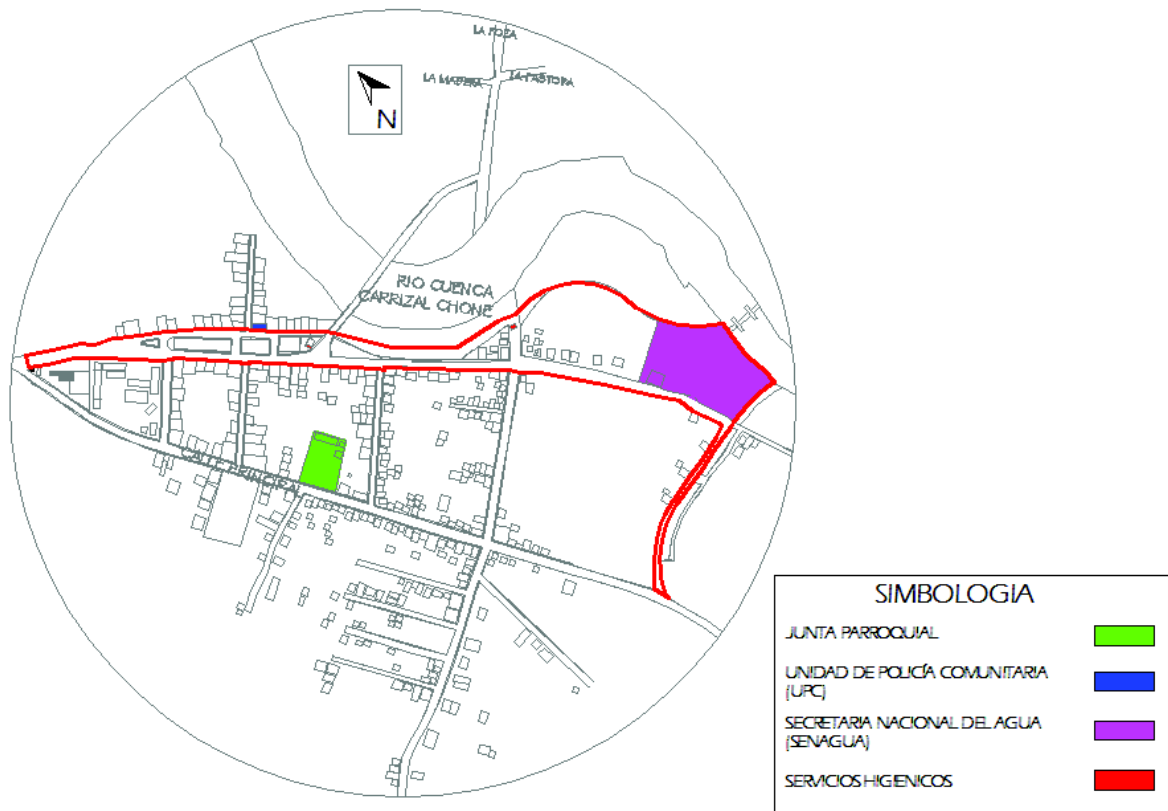 LA POZA
LA MADERA
LA PASTORA
N
RIO CUENCA
CARRIZAL CHONE
CALLE PRINCIPAL
SIMBOLOGIA
JUNTA PARROQUIAL
UNIDAD DE POLICÍA COMUNITARIA
(UPC)
SECRETARIA NACIONAL DEL AGUA
(SENAGUA)
SERVICIOS HIGIENICOS